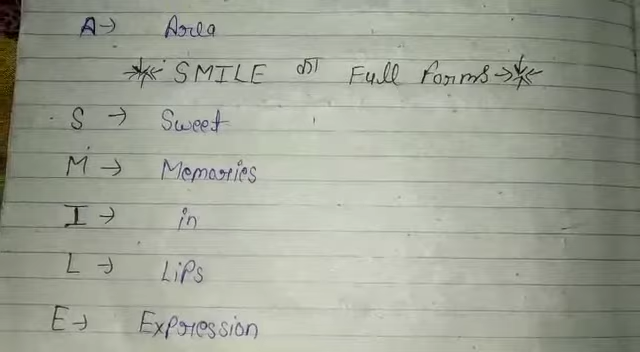 A → Area
SMILE का Full Forms →
S → Sweet
M → Memories
I → in
L → Lips
E → Expression